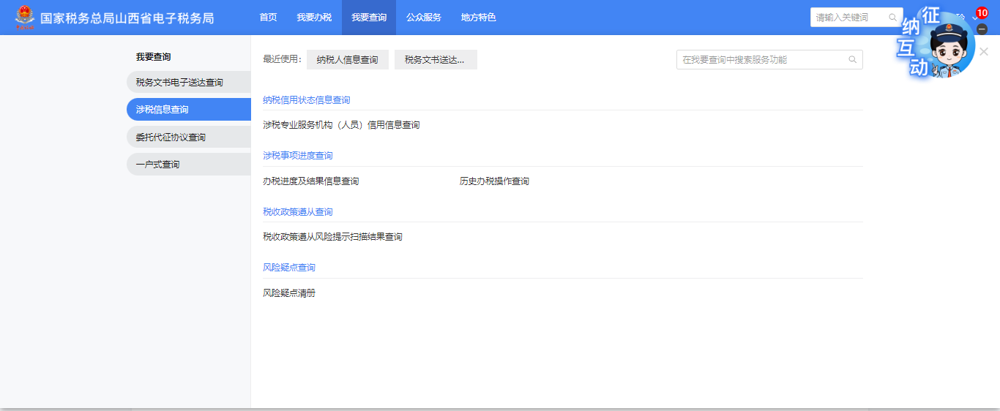 国家税务总局山西省电子税务局
首页 我要办税 我要查询 公众服务 地方特色
请输入关键词
10
征纳互动
我要查询
税务文书电子送达查询
涉税信息查询
委托代征协议查询
一户式查询
最近使用： 纳税人信息查询 税务文书送达...
在我要查询中搜索服务功能
纳税信用状态信息查询
涉税专业服务机构（人员）信用信息查询
涉税事项进度查询
办税进度及结果信息查询 历史办税操作查询
税收政策遵从查询
税收政策遵从风险提示扫描结果查询
风险疑点查询
风险疑点清册